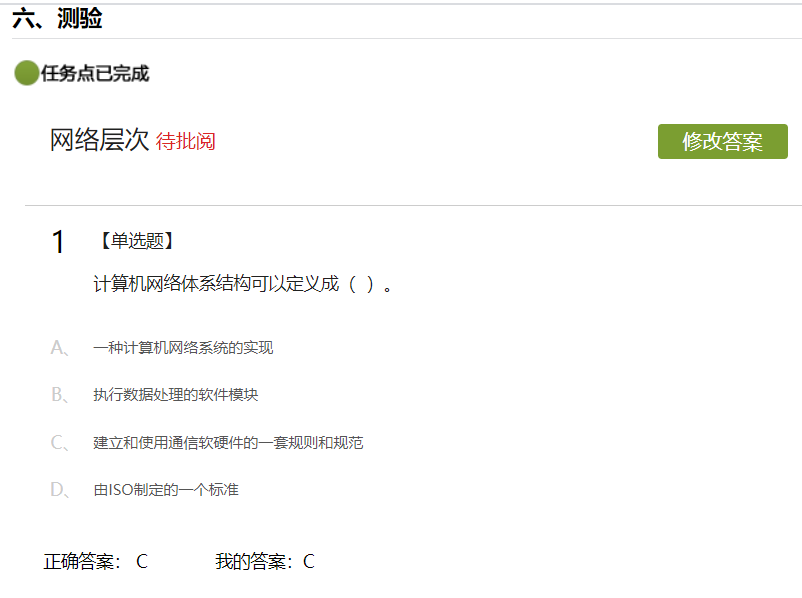 六、测验
任务点已完成
网络层次 待批阅
修改答案
1 【单选题】
计算机网络体系结构可以定义成（ ）。
A、 一种计算机网络系统的实现
B、 执行数据处理的软件模块
C、 建立和使用通信软硬件的一套规则和规范
D、 由ISO制定的一个标准
正确答案： C 我的答案：C